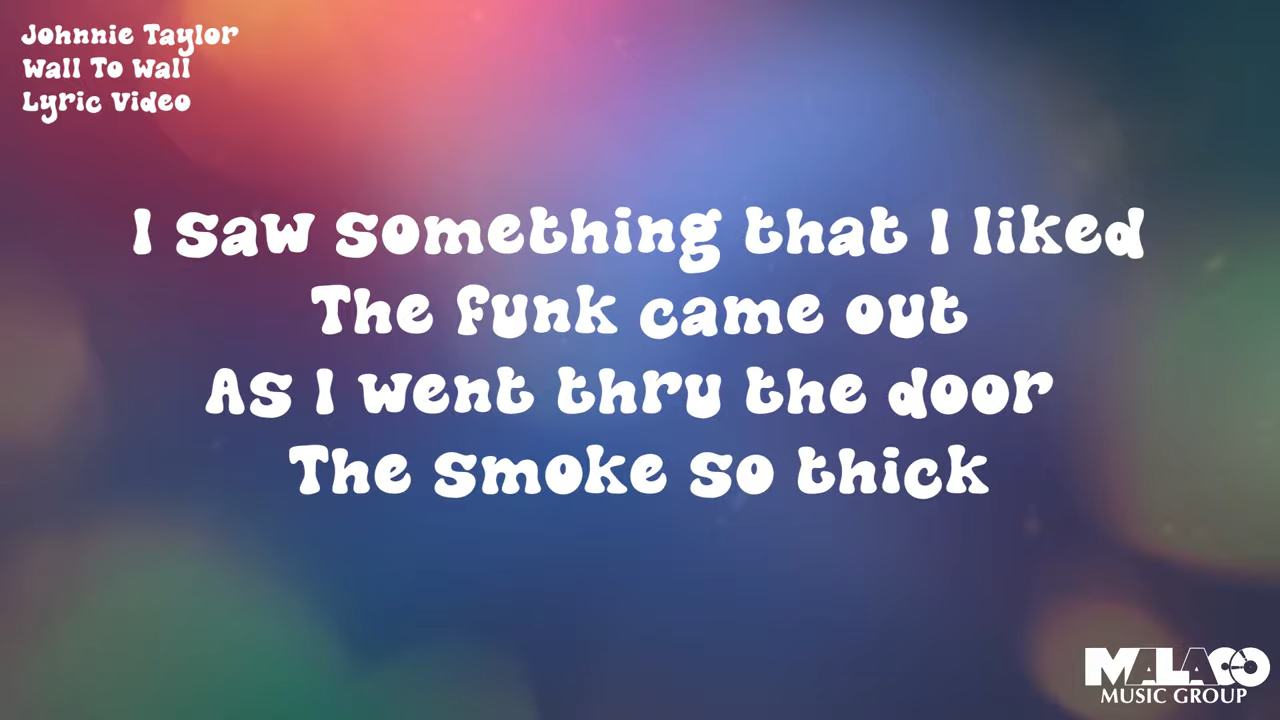 Johnnie Taylor
Wall To Wall
Lyric Video
I saw something that I liked
The funk came out
As I went thru the door
The smoke so thick
MALACO
MUSIC GROUP